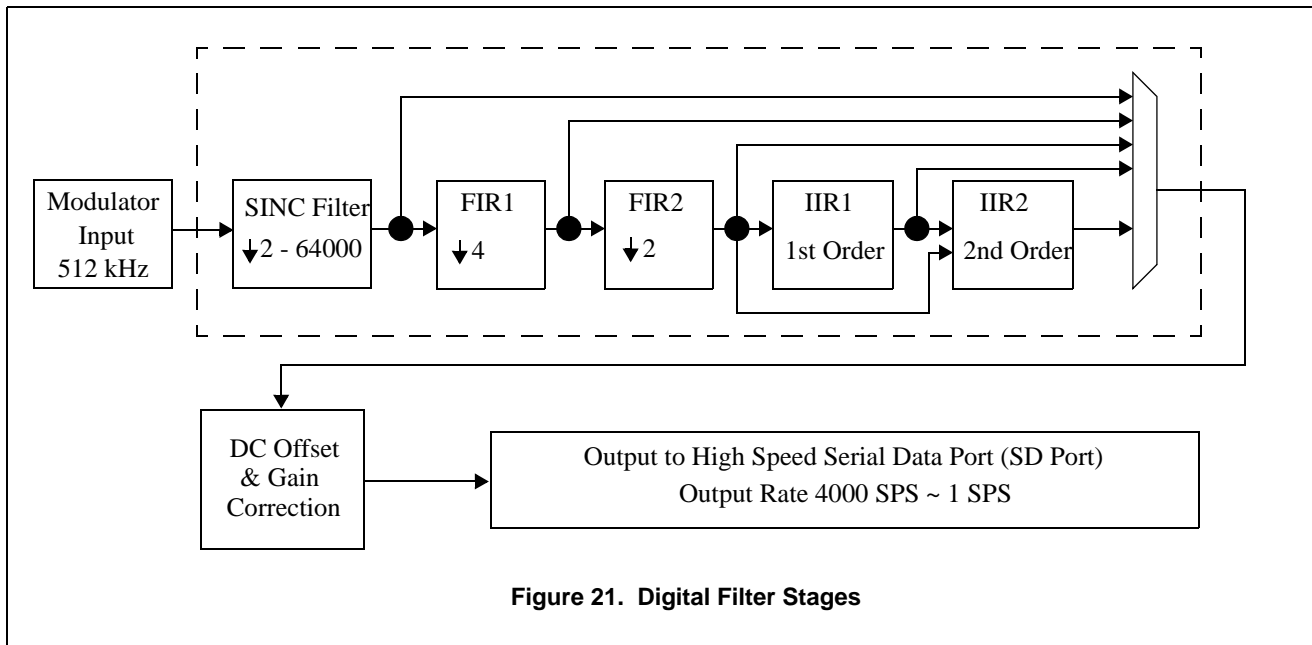 Modulator
Input
512 kHz
SINC Filter
↓2 - 64000
FIR1
↓4
FIR2
↓2
IIR1
1st Order
IIR2
2nd Order
DC Offset
& Gain
Correction
Output to High Speed Serial Data Port (SD Port)
Output Rate 4000 SPS ~ 1 SPS
Figure 21. Digital Filter Stages